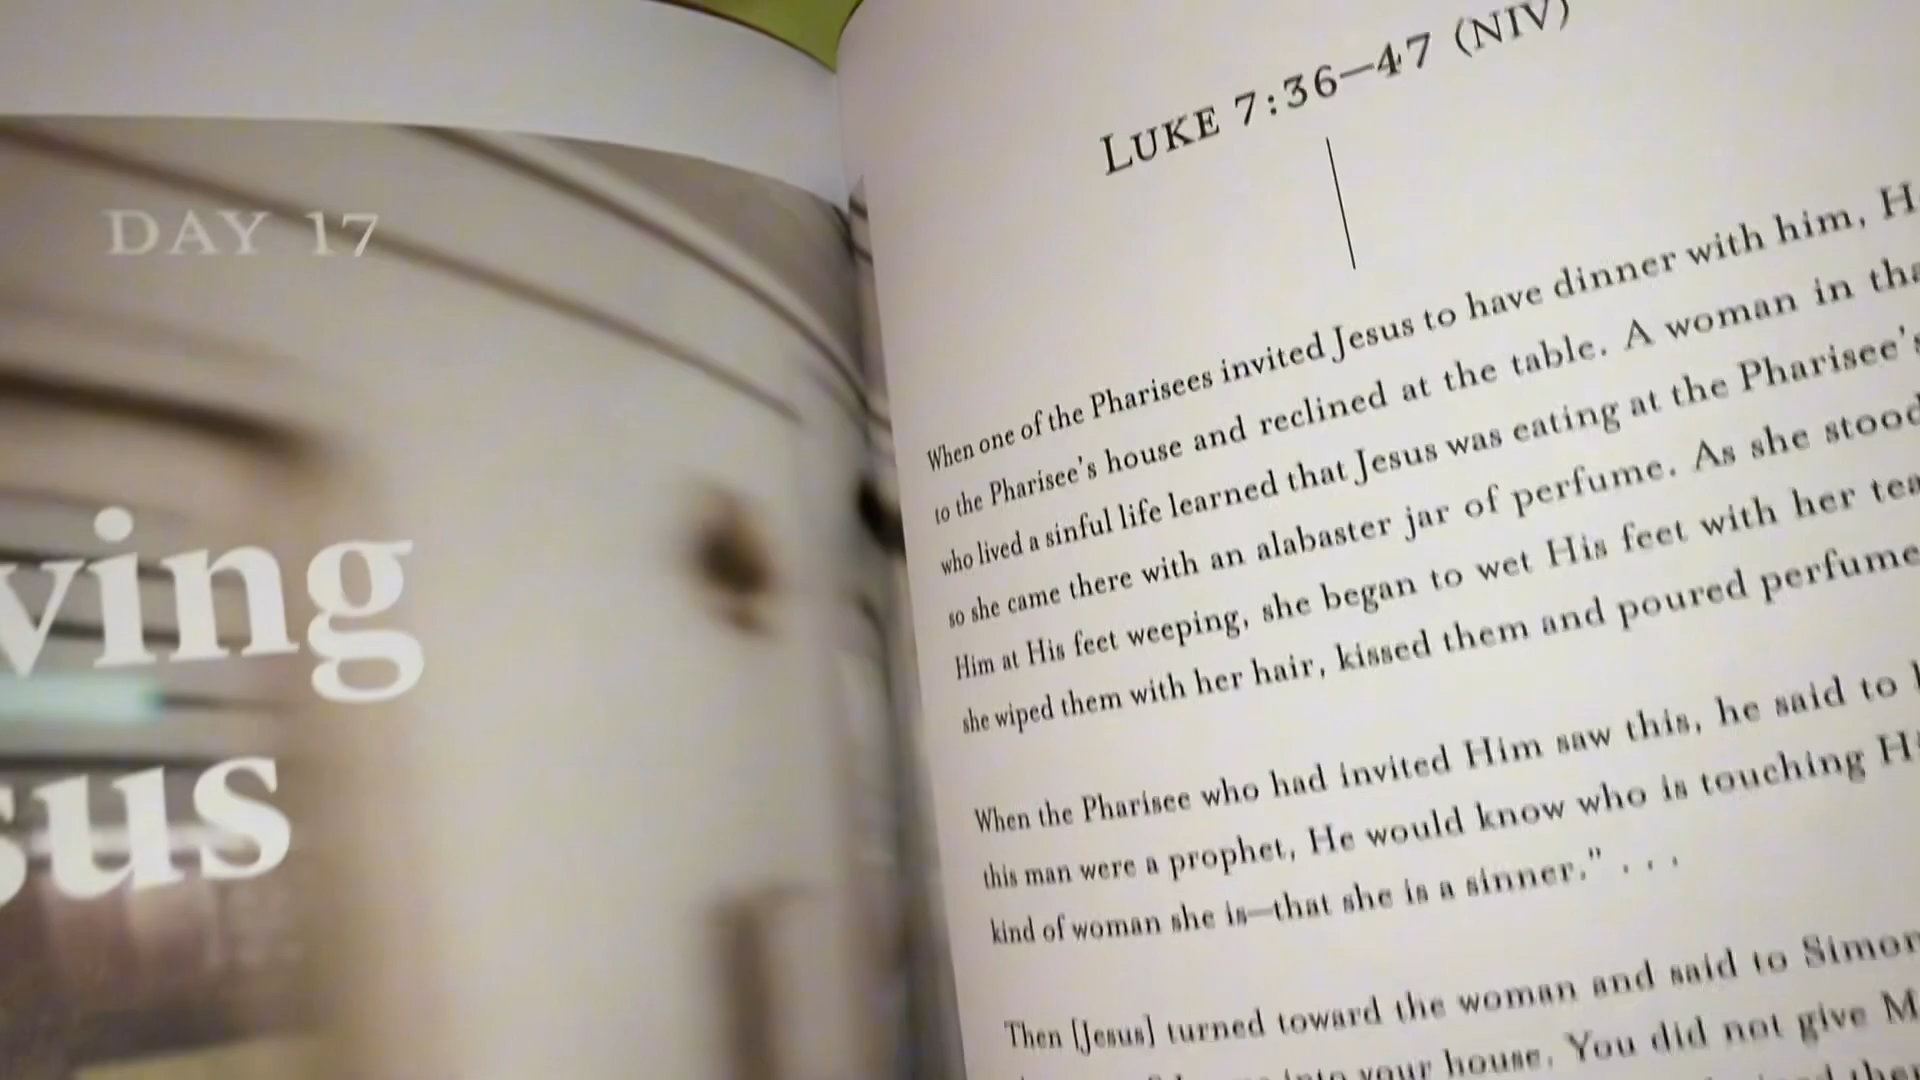 DAY 17
ving
sus
LUKE 7:36—47 (NIV)
When one of the Pharisees invited Jesus to have dinner with him, H
to the Pharisee's house and reclined at the table. A woman in tha
who lived a sinful life learned that Jesus was eating at the Pharisee's
so she came there with an alabaster jar of perfume. As she stood
Him at His feet weeping, she began to wet His feet with her tea
she wiped them with her hair, kissed them and poured perfume
When the Pharisee who had invited Him saw this, he said to
this man were a prophet, He would know who is touching Hi
kind of woman she is—that she is a sinner." . . .
Then [Jesus] turned toward the woman and said to Simon
into your house. You did not give M